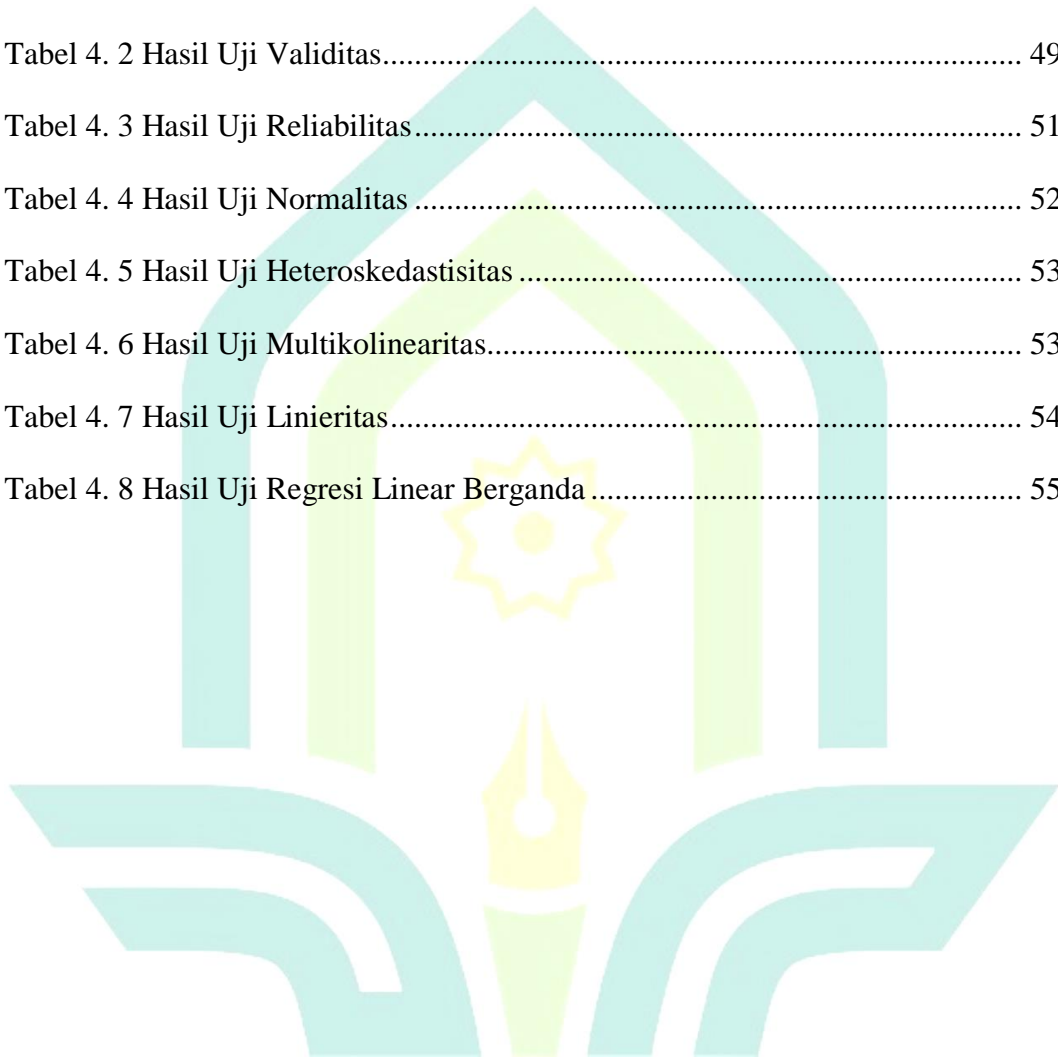 Tabel 4. 2 Hasil Uji Validitas.................................................................................. 49
Tabel 4. 3 Hasil Uji Reliabilitas.............................................................................. 51
Tabel 4. 4 Hasil Uji Normalitas .............................................................................. 52
Tabel 4. 5 Hasil Uji Heteroskedastisitas ................................................................. 53
Tabel 4. 6 Hasil Uji Multikolinearitas..................................................................... 53
Tabel 4. 7 Hasil Uji Linieritas................................................................................. 54
Tabel 4. 8 Hasil Uji Regresi Linear Berganda ........................................................ 55